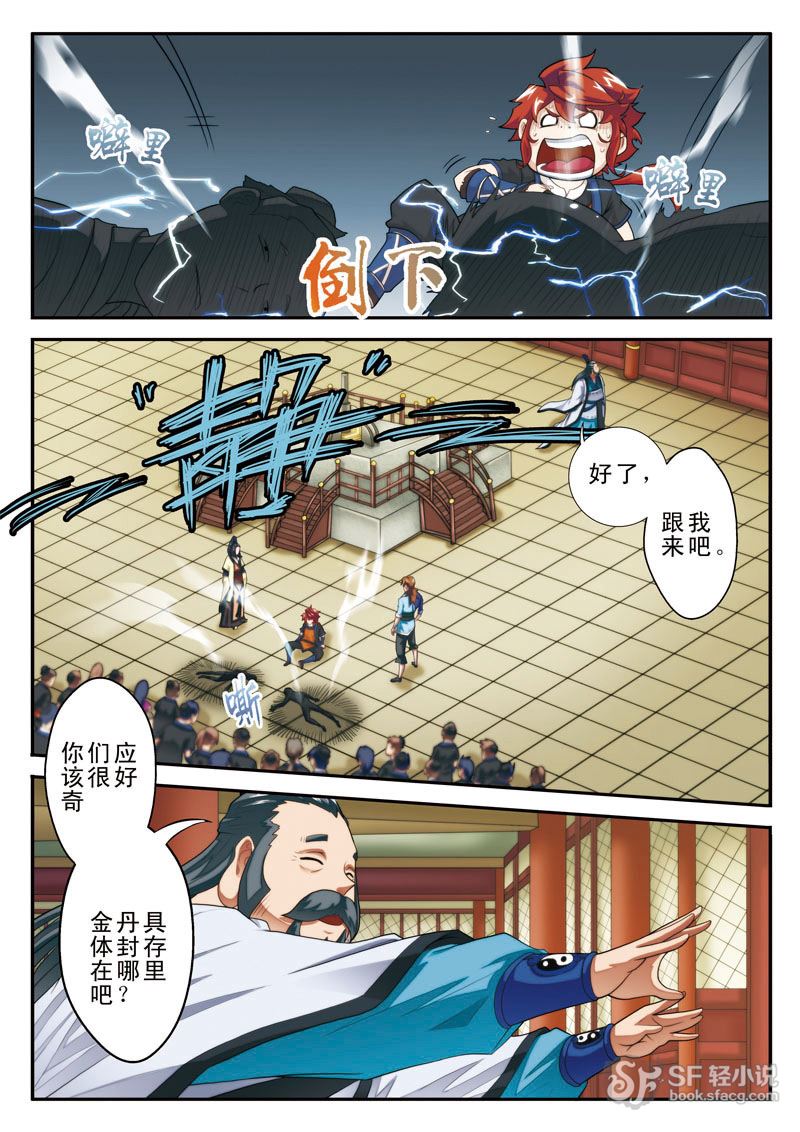 噼里
噼里
倒下
静
好了，
跟我
来吧。
嘶
你们应
该很好
奇
金丹具
体封存
在哪里
吧？
SF轻小说
book.sfacg.com